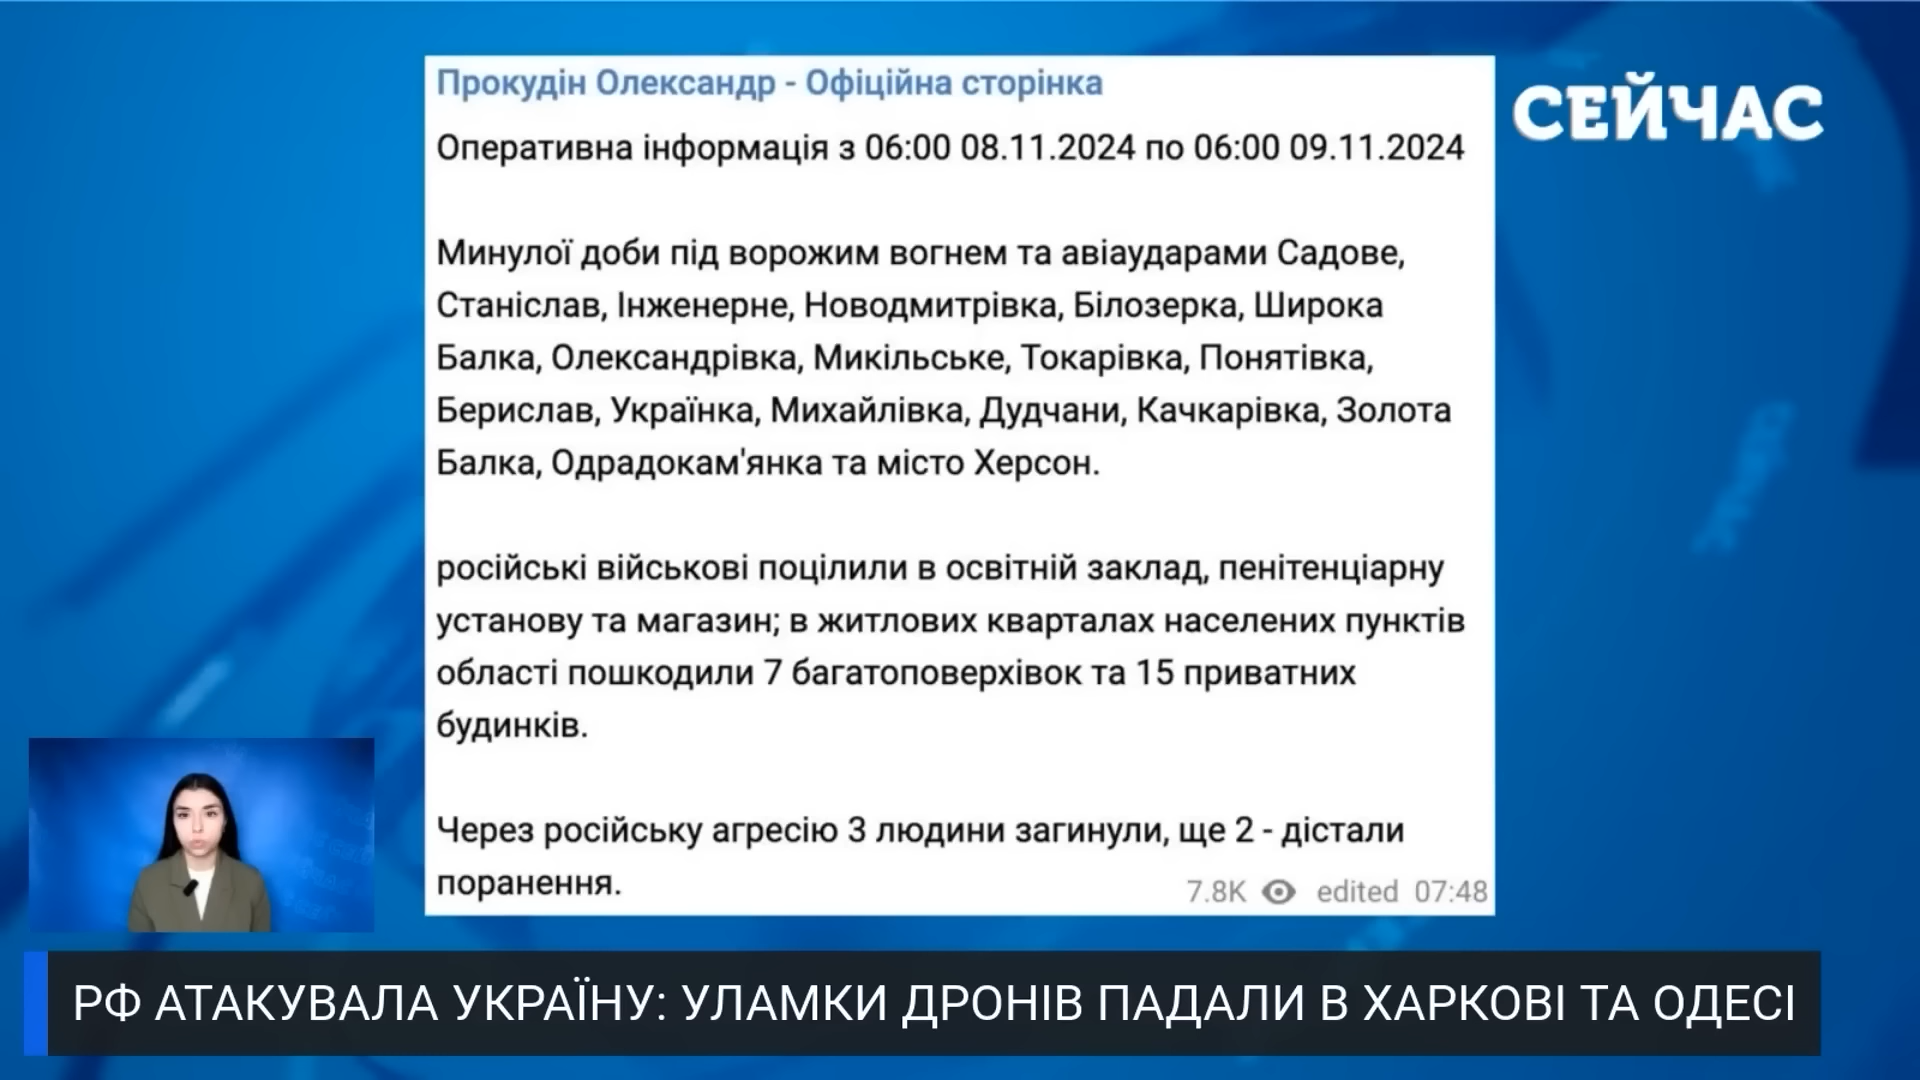 Прокудін Олександр - Офіційна сторінка
СЕЙЧАС
Оперативна інформація з 06:00 08.11.2024 по 06:00 09.11.2024
Минулої доби під ворожим вогнем та авіаударами Садове,
Станіслав, Інженерне, Новодмитрівка, Білозерка, Широка
Балка, Олександрівка, Микільське, Токарівка, Понятівка,
Берислав, Українка, Михайлівка, Дудчани, Качкарівка, Золота
Балка, Одрадокам'янка та місто Херсон.
російські військові поцілили в освітній заклад, пенітенціарну
установу та магазин; в житлових кварталах населених пунктів
області пошкодили 7 багатоповерхівок та 15 приватних
будинків.
Через російську агресію 3 людини загинули, ще 2 - дістали
поранення.
7.8K edited 07:48
РФ АТАКУВАЛА УКРАЇНУ: УЛАМКИ ДРОНІВ ПАДАЛИ В ХАРКОВІ ТА ОДЕСІ